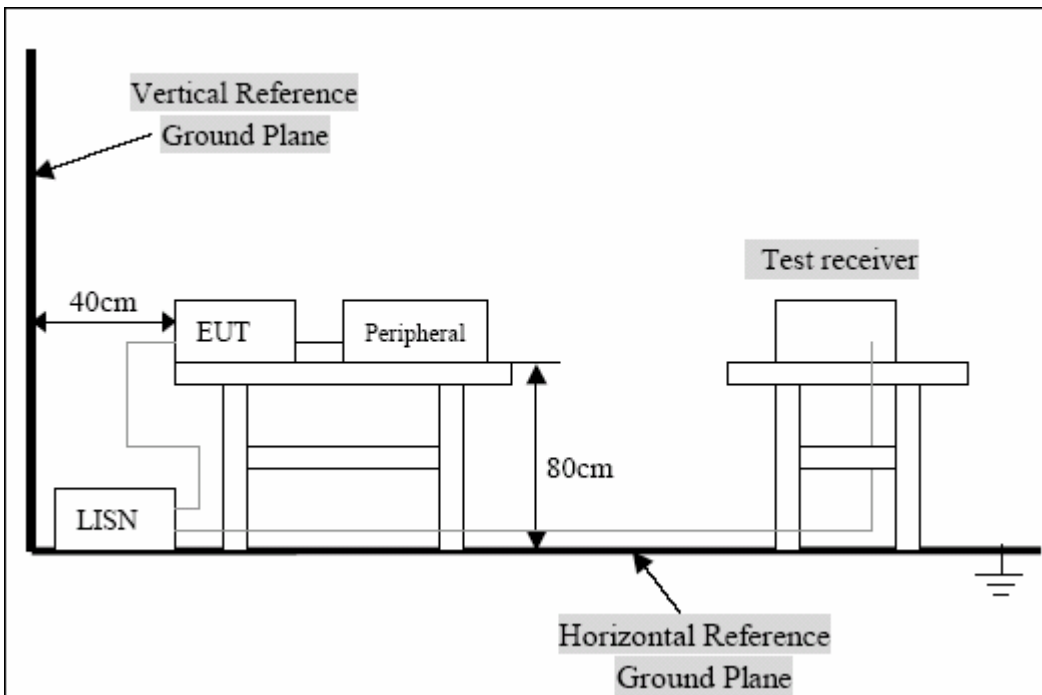 Vertical Reference
Ground Plane
Test receiver
40cm
EUT
Peripheral
80cm
LISN
Horizontal Reference
Ground Plane